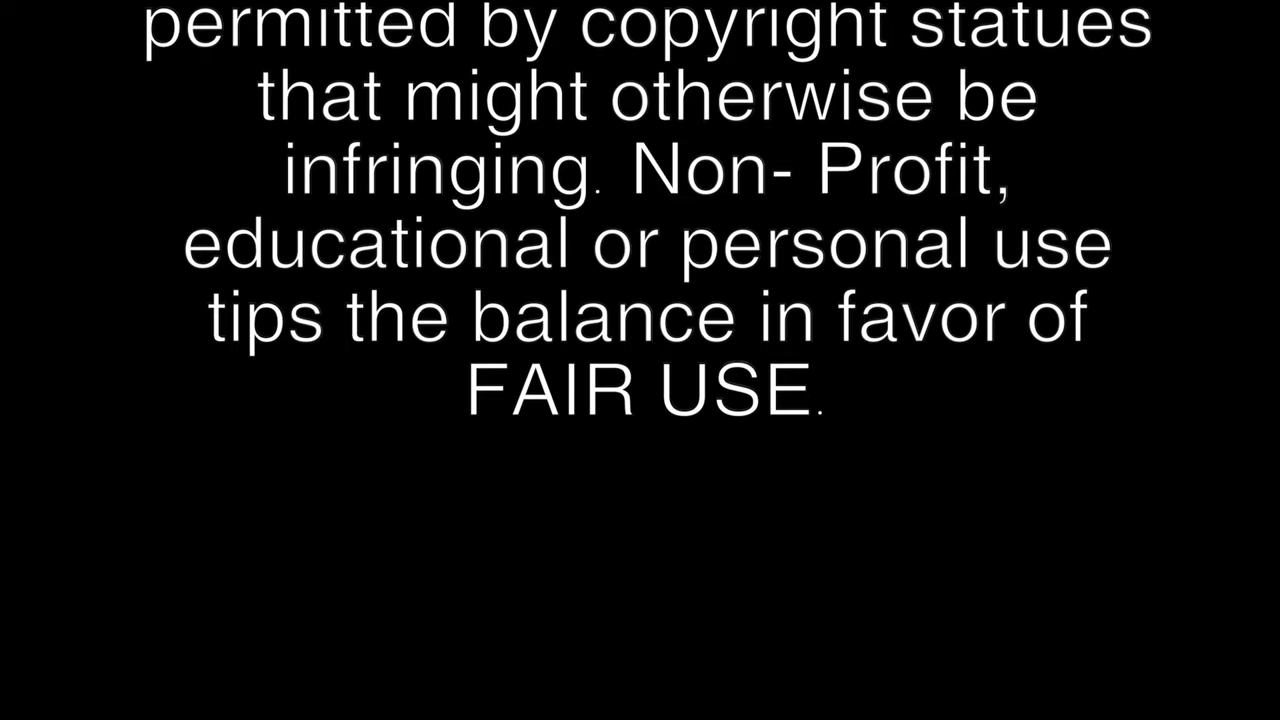 permitted by copyright statues
that might otherwise be
infringing. Non- Profit,
educational or personal use
tips the balance in favor of
FAIR USE.